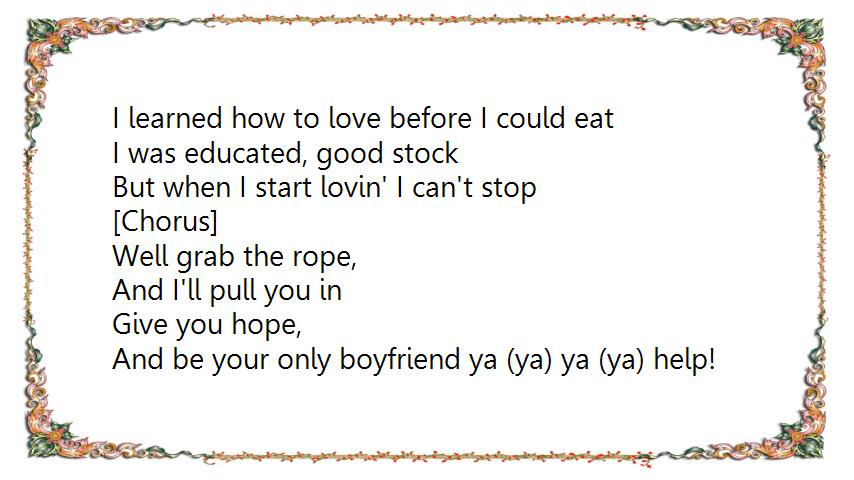 I learned how to love before I could eat
I was educated, good stock
But when I start lovin' I can't stop
[Chorus]
Well grab the rope,
And I'll pull you in
Give you hope,
And be your only boyfriend ya (ya) ya (ya) help!